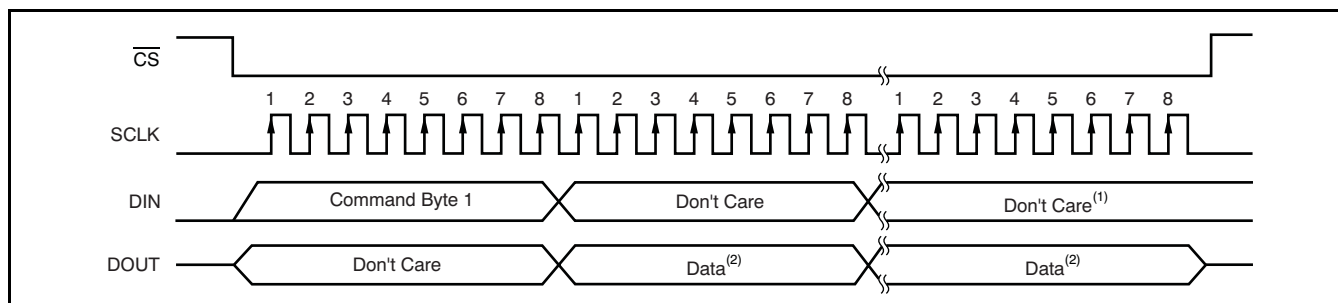 CS
1 2 3 4 5 6 7 8 1 2 3 4 5 6 7 8 1 2 3 4 5 6 7 8
SCLK
DIN Command Byte 1 Don't Care Don't Care(1)
DOUT Don't Care Data(2) Data(2)